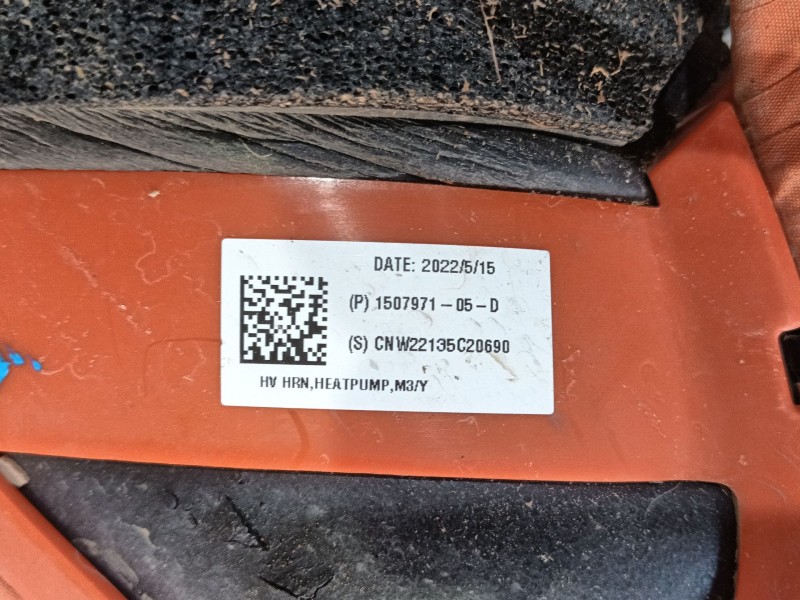 DATE: 2022/5/15
(P) 1507971-05-D
(S) CNW22135C20690
HV HRN,HEATPUMP,M3/Y